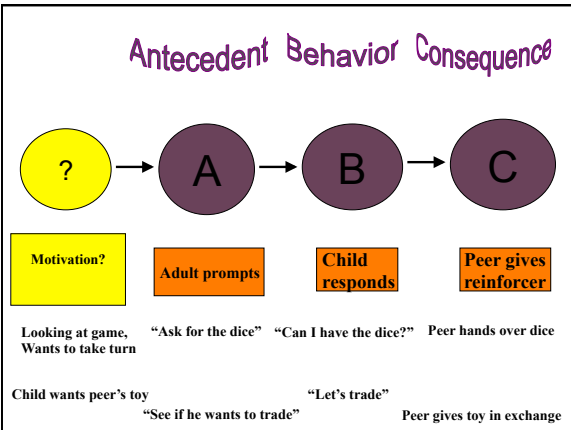 Antecedent Behavior Consequence
? A B C
Motivation?
Adult prompts
Child
responds
Peer gives
reinforcer
Looking at game,
Wants to take turn
“Ask for the dice”
“Can I have the dice?”
Peer hands over dice
Child wants peer’s toy
“See if he wants to trade”
“Let’s trade”
Peer gives toy in exchange